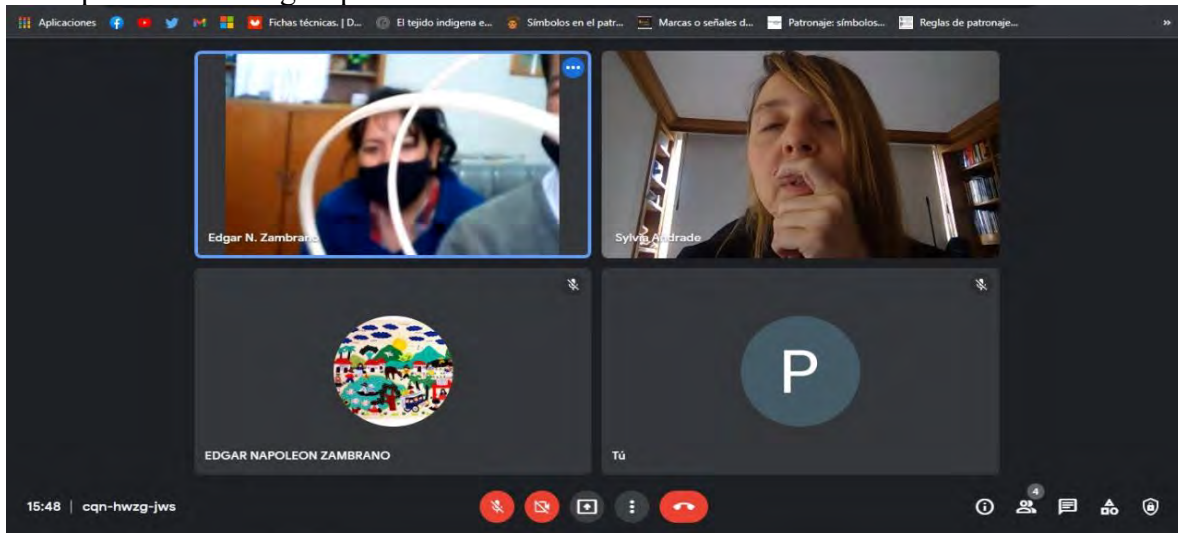 Aplicaciones Fichas técnicas. | D... El tejido indigena e... Símbolos en el patr... Marcas o señales d... Patronaje: símbolos... Reglas de patronaje... »
Edgar N. Zambrano
Sylvia Andrade
EDGAR NAPOLEON ZAMBRANO
P
Tú
15:48 | cqn-hwzg-jws
4